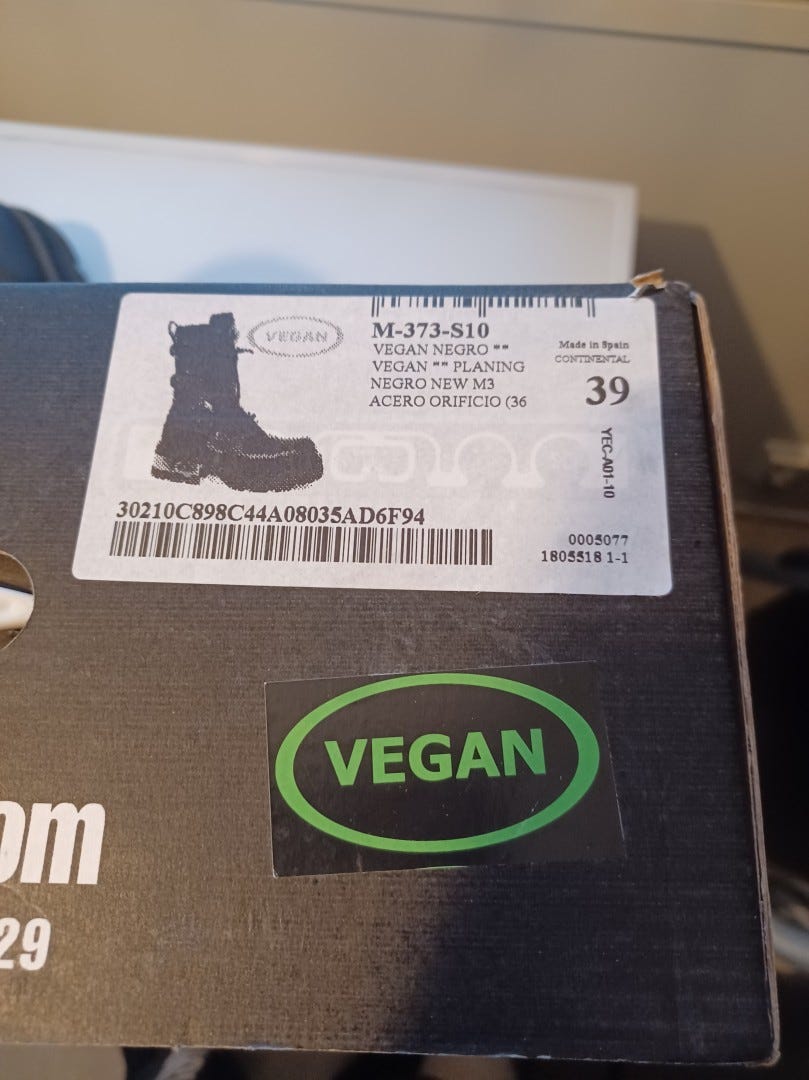 VEGAN
M-373-S10
VEGAN NEGRO **
VEGAN ** PLANING
NEGRO NEW M3
ACERO ORIFICIO (36
Made in Spain
CONTINENTAL
39
YEC-A01-10
30210C898C44A08035AD6F94
0005077
1805518 1-1
VEGAN
om
29